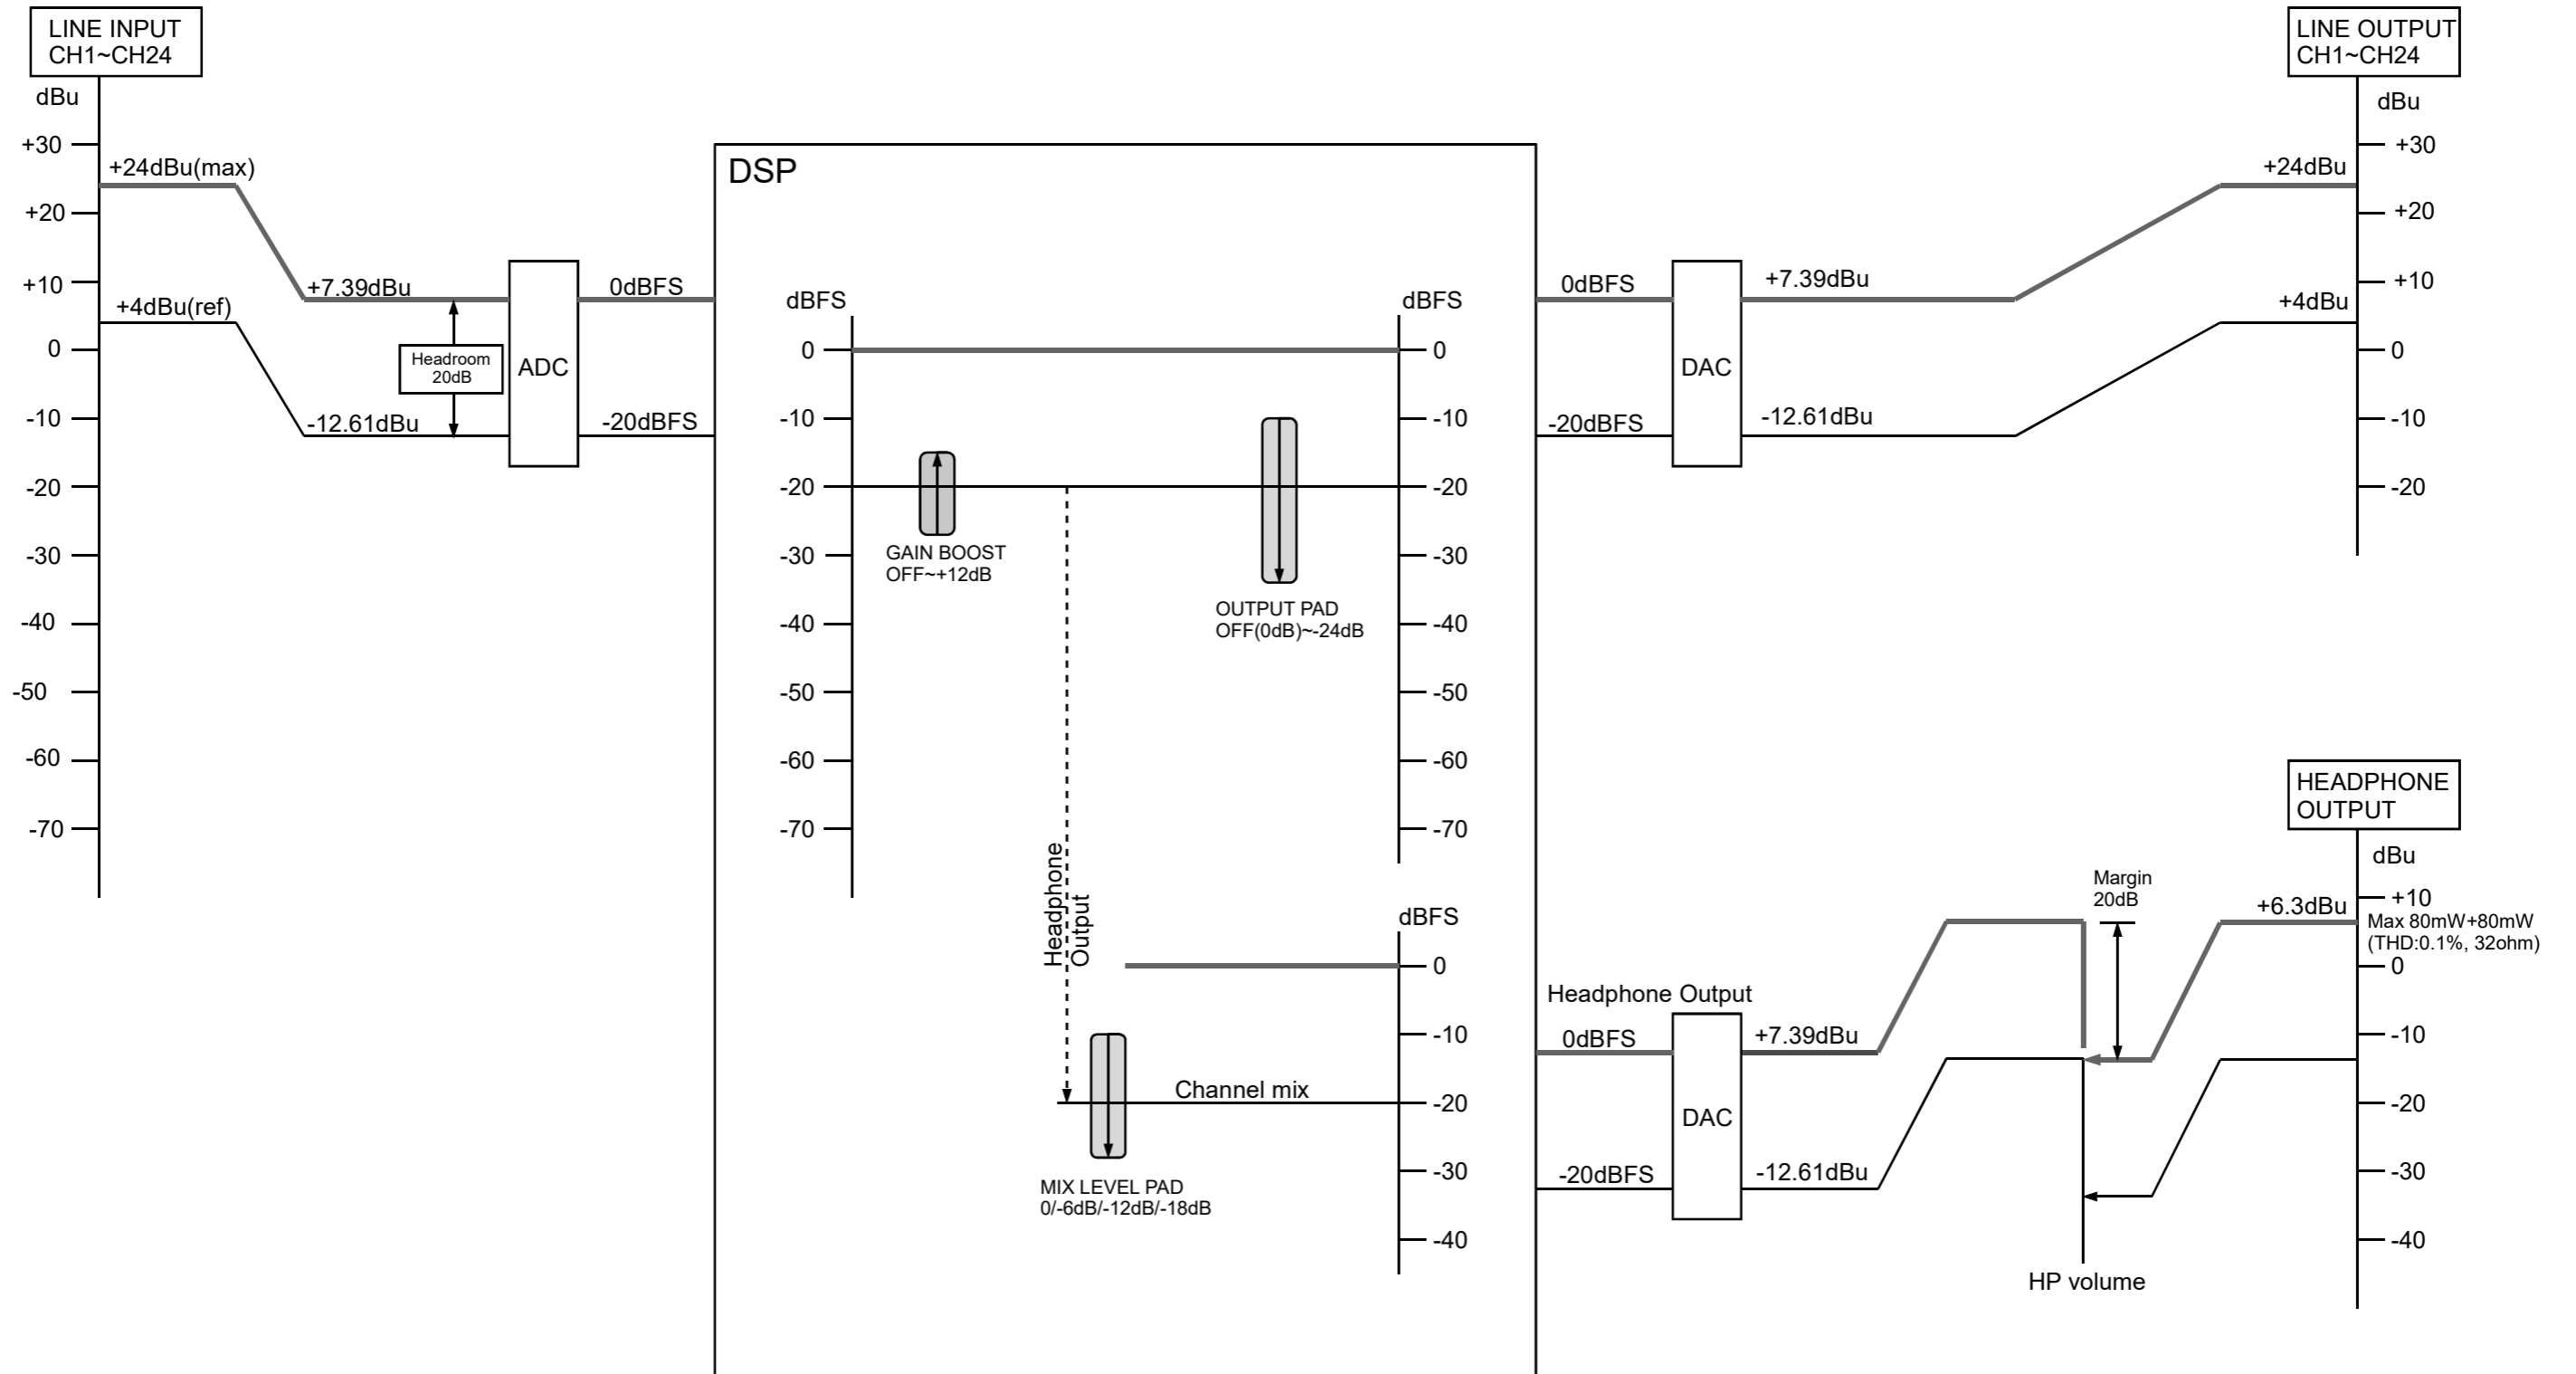 LINE INPUT
CH1~CH24
dBu
+30
+20
+10
0
-10
-20
-30
-40
-50
-60
-70
+24dBu(max)
+4dBu(ref)
+7.39dBu
-12.61dBu
Headroom
20dB
ADC
0dBFS
-20dBFS
DSP
dBFS
0
-10
-20
-30
-40
-50
-60
-70
GAIN BOOST
OFF~+12dB
OUTPUT PAD
OFF(0dB)~-24dB
dBFS
0
-10
-20
-30
-40
-50
-60
-70
Headphone
Output
dBFS
0
-10
-20
-30
-40
Channel mix
MIX LEVEL PAD
0/-6dB/-12dB/-18dB
0dBFS
-20dBFS
DAC
+7.39dBu
-12.61dBu
LINE OUTPUT
CH1~CH24
dBu
+24dBu
+4dBu
+30
+20
+10
0
-10
-20
Headphone Output
0dBFS
-20dBFS
DAC
+7.39dBu
-12.61dBu
Margin
20dB
HP volume
HEADPHONE
OUTPUT
dBu
+6.3dBu
+10
Max 80mW+80mW
(THD:0.1%, 32ohm)
0
-10
-20
-30
-40